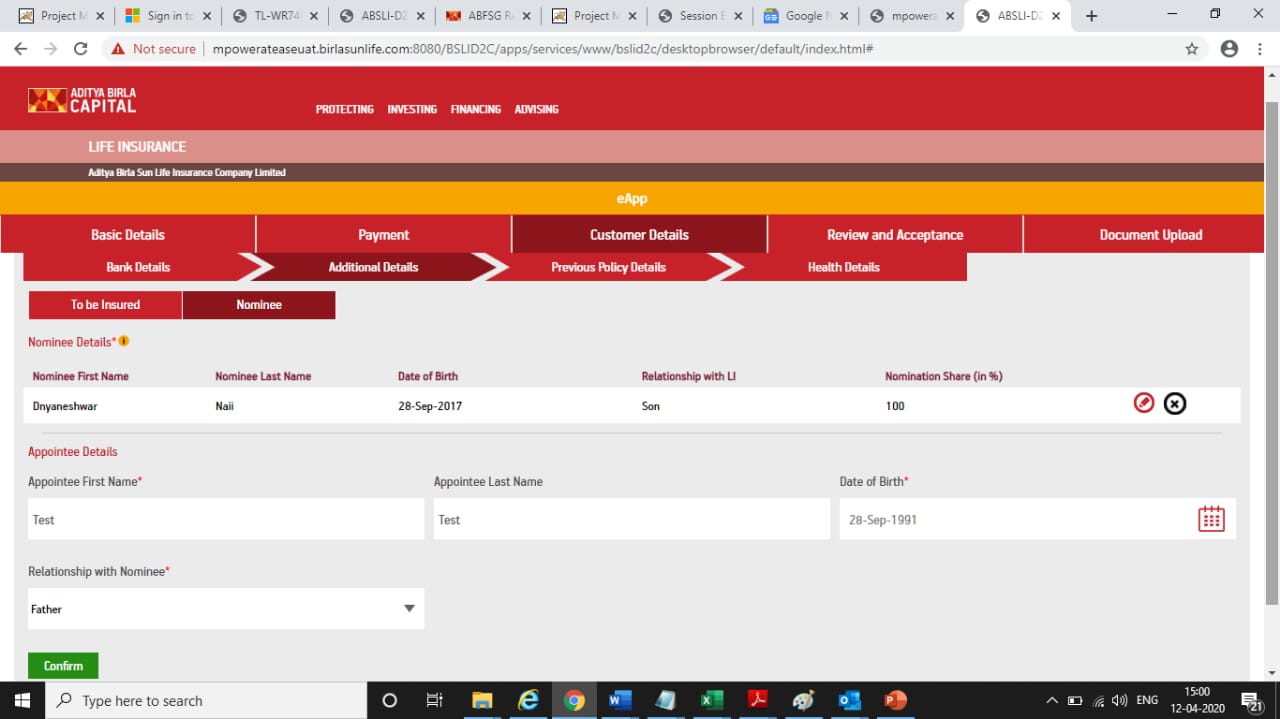 Project M
Sign in to
TL-WR74
ABSLI-D2
ABFSG R
Project M
Session E
Google
mpowera
ABSLI-D2
Not secure
mpowerateaseuat.birlasunlife.com:8080/BSLID2C/apps/services/www/bslid2c/desktopbrowser/default/index.html#
ADITYA BIRLA
CAPITAL
PROTECTING INVESTING FINANCING ADVISING
LIFE INSURANCE
Aditya Birla Sun Life Insurance Company Limited
eApp
Basic Details Payment Customer Details Review and Acceptance Document Upload
Bank Details Additional Details Previous Policy Details Health Details
To be Insured Nominee
Nominee Details*
Nominee First Name Nominee Last Name Date of Birth Relationship with LI Nomination Share (in %)
Dnyaneshwar Naii 28-Sep-2017 Son 100
Appointee Details
Appointee First Name* Appointee Last Name Date of Birth*
Test Test 28-Sep-1991
Relationship with Nominee*
Father
Confirm
Type here to search
ENG
15:00
12-04-2020
21